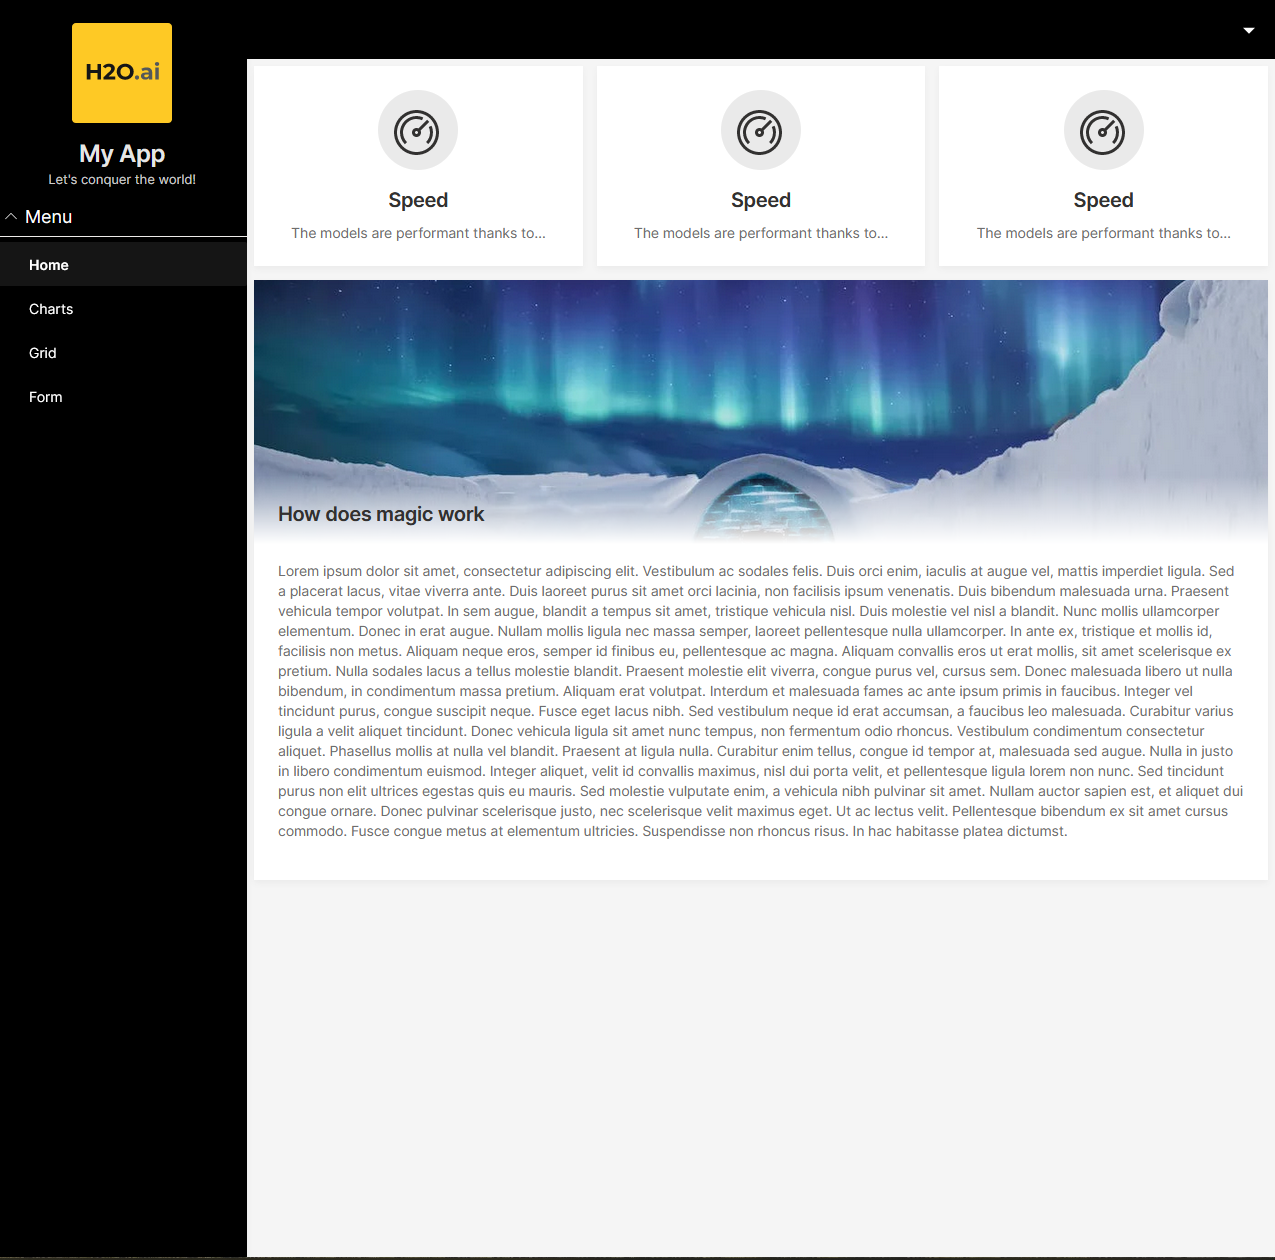 H2O.ai
My App
Let's conquer the world!
Menu
Home
Charts
Grid
Form
Speed
The models are performant thanks to...
Speed
The models are performant thanks to...
Speed
The models are performant thanks to...
How does magic work
Lorem ipsum dolor sit amet, consectetur adipiscing elit. Vestibulum ac sodales felis. Duis orci enim, iaculis at augue vel, mattis imperdiet ligula. Sed
a placerat lacus, vitae viverra ante. Duis laoreet purus sit amet orci lacinia, non facilisis ipsum venenatis. Duis bibendum malesuada urna. Praesent
vehicula tempor volutpat. In sem augue, blandit a tempus sit amet, tristique vehicula nisl. Duis molestie vel nisl a blandit. Nunc mollis ullamcorper
elementum. Donec in erat augue. Nullam mollis ligula nec massa semper, laoreet pellentesque nulla ullamcorper. In ante ex, tristique et mollis id,
facilisis non metus. Aliquam neque eros, semper id finibus eu, pellentesque ac magna. Aliquam convallis eros ut erat mollis, sit amet scelerisque ex
pretium. Nulla sodales lacus a tellus molestie blandit. Praesent molestie elit viverra, congue purus vel, cursus sem. Donec malesuada libero ut nulla
bibendum, in condimentum massa pretium. Aliquam erat volutpat. Interdum et malesuada fames ac ante ipsum primis in faucibus. Integer vel
tincidunt purus, congue suscipit neque. Fusce eget lacus nibh. Sed vestibulum neque id erat accumsan, a faucibus leo malesuada. Curabitur varius
ligula a velit aliquet tincidunt. Donec vehicula ligula sit amet nunc tempus, non fermentum odio rhoncus. Vestibulum condimentum consectetur
aliquet. Phasellus mollis at nulla vel blandit. Praesent at ligula nulla. Curabitur enim tellus, congue id tempor at, malesuada sed augue. Nulla in justo
in libero condimentum euismod. Integer aliquet, velit id convallis maximus, nisl dui porta velit, et pellentesque ligula lorem non nunc. Sed tincidunt
purus non elit ultrices egestas quis eu mauris. Sed molestie vulputate enim, a vehicula nibh pulvinar sit amet. Nullam auctor sapien est, et aliquet dui
congue ornare. Donec pulvinar scelerisque justo, nec scelerisque velit maximus eget. Ut ac lectus velit. Pellentesque bibendum ex sit amet cursus
commodo. Fusce congue metus at elementum ultricies. Suspendisse non rhoncus risus. In hac habitasse platea dictumst.